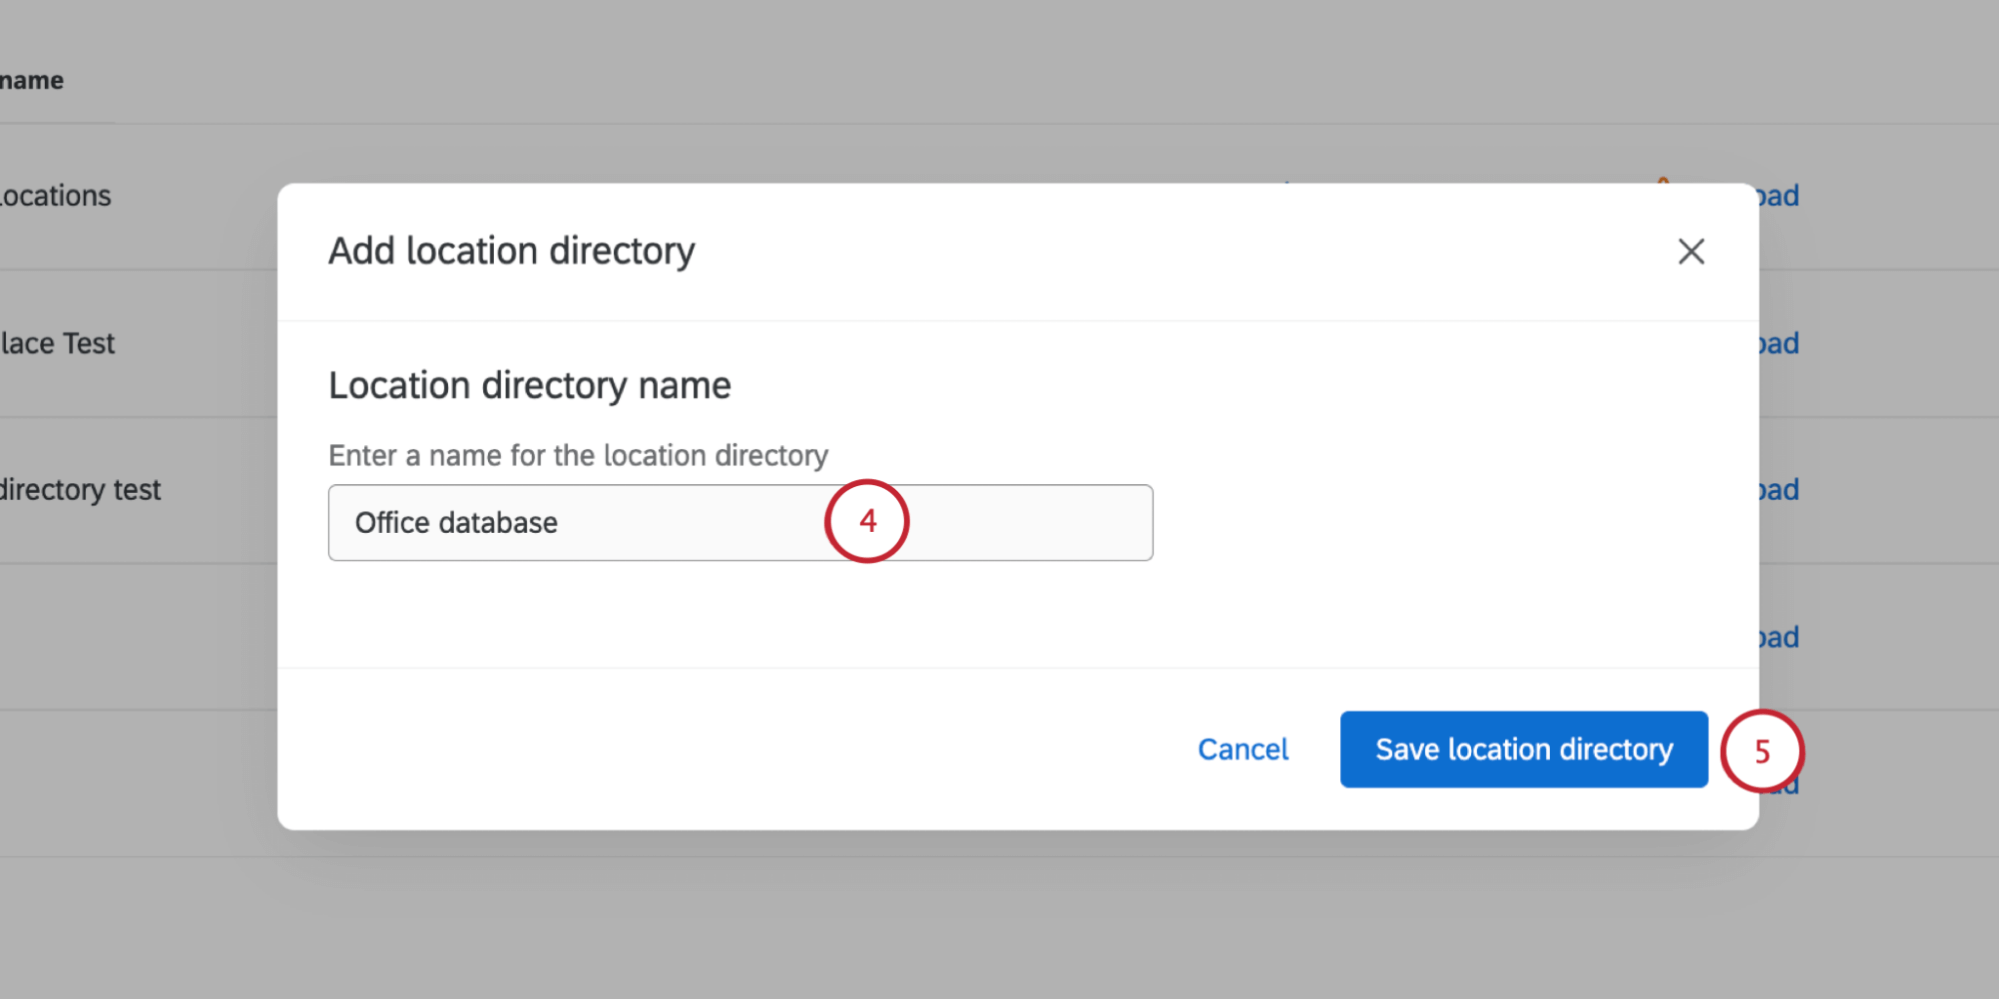 name
ocations
Add location directory
lace Test
Location directory name
Enter a name for the location directory
Office database
4
directory test
Cancel
Save location directory
5
oad
oad
oad
oad